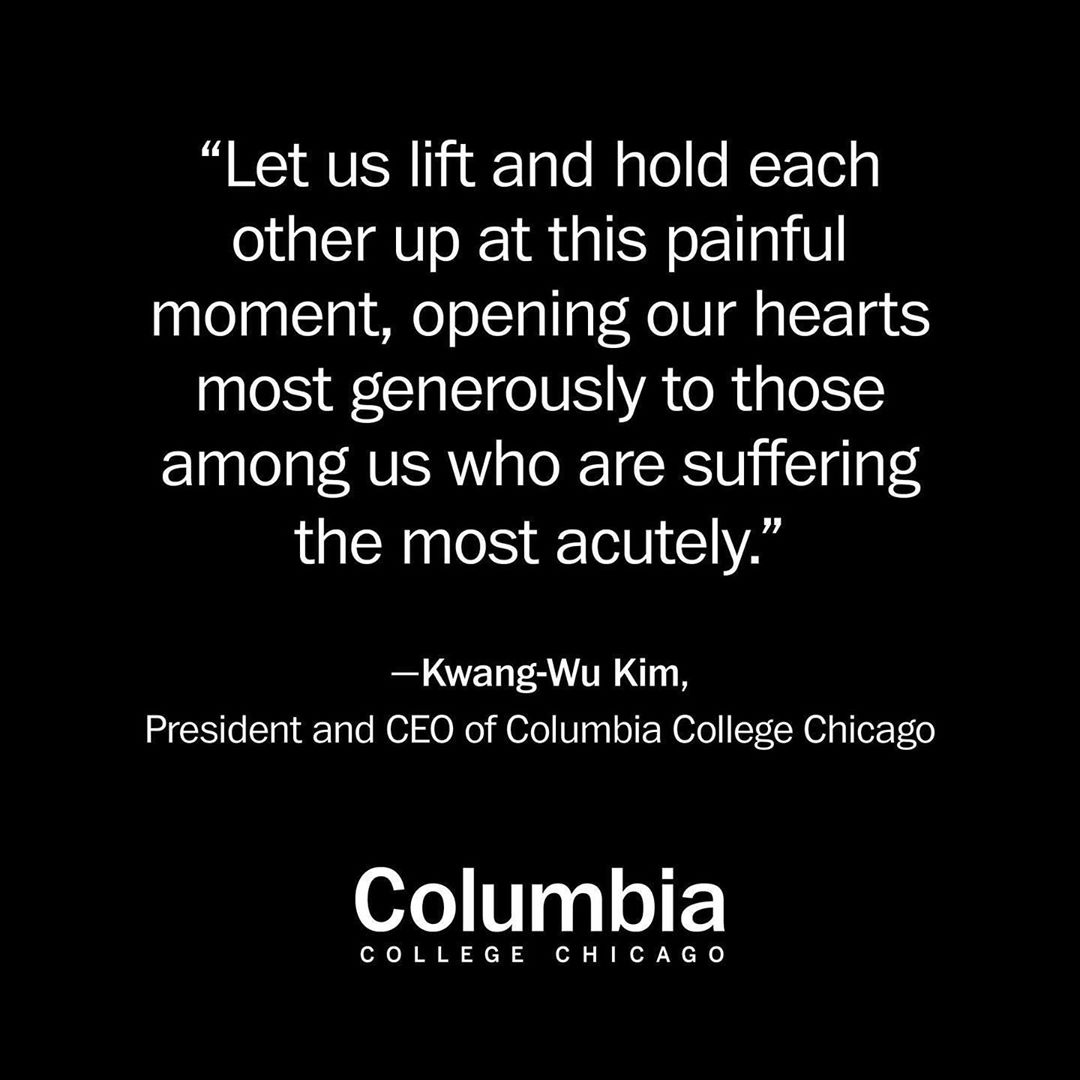 “Let us lift and hold each
other up at this painful
moment, opening our hearts
most generously to those
among us who are suffering
the most acutely.”
—Kwang-Wu Kim,
President and CEO of Columbia College Chicago
Columbia
COLLEGE CHICAGO